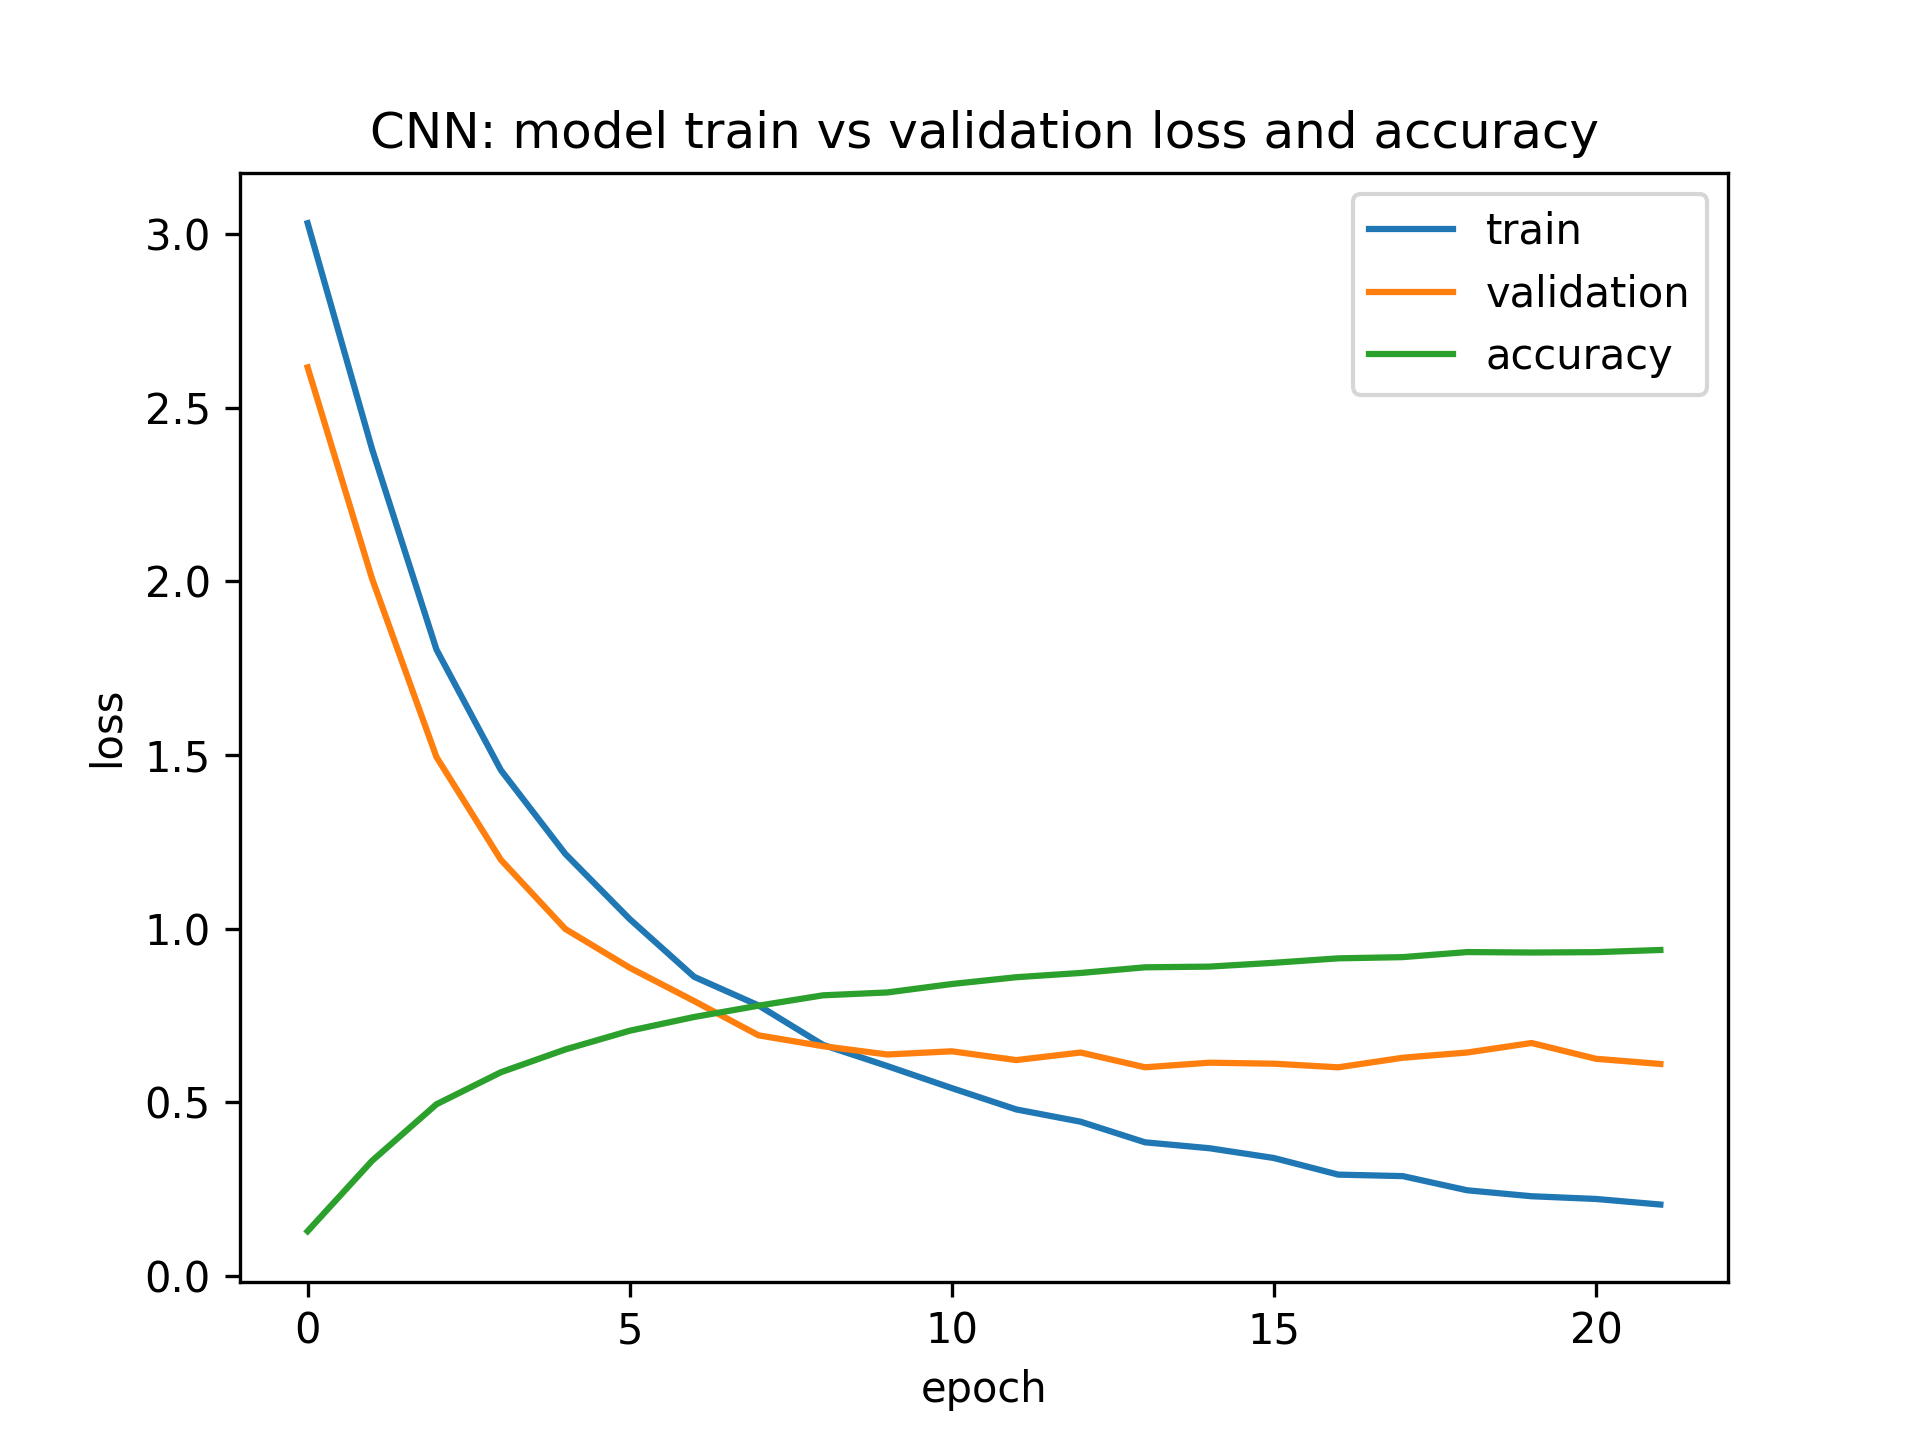 CNN: model train vs validation loss and accuracy
train
validation
accuracy
3.0
2.5
2.0
1.5
1.0
0.5
0.0
loss
0
5
10
15
20
epoch